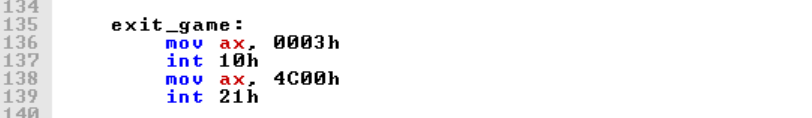 134
135 exit_game:
136 mov ax, 0003h
137 int 10h
138 mov ax, 4C00h
139 int 21h
140